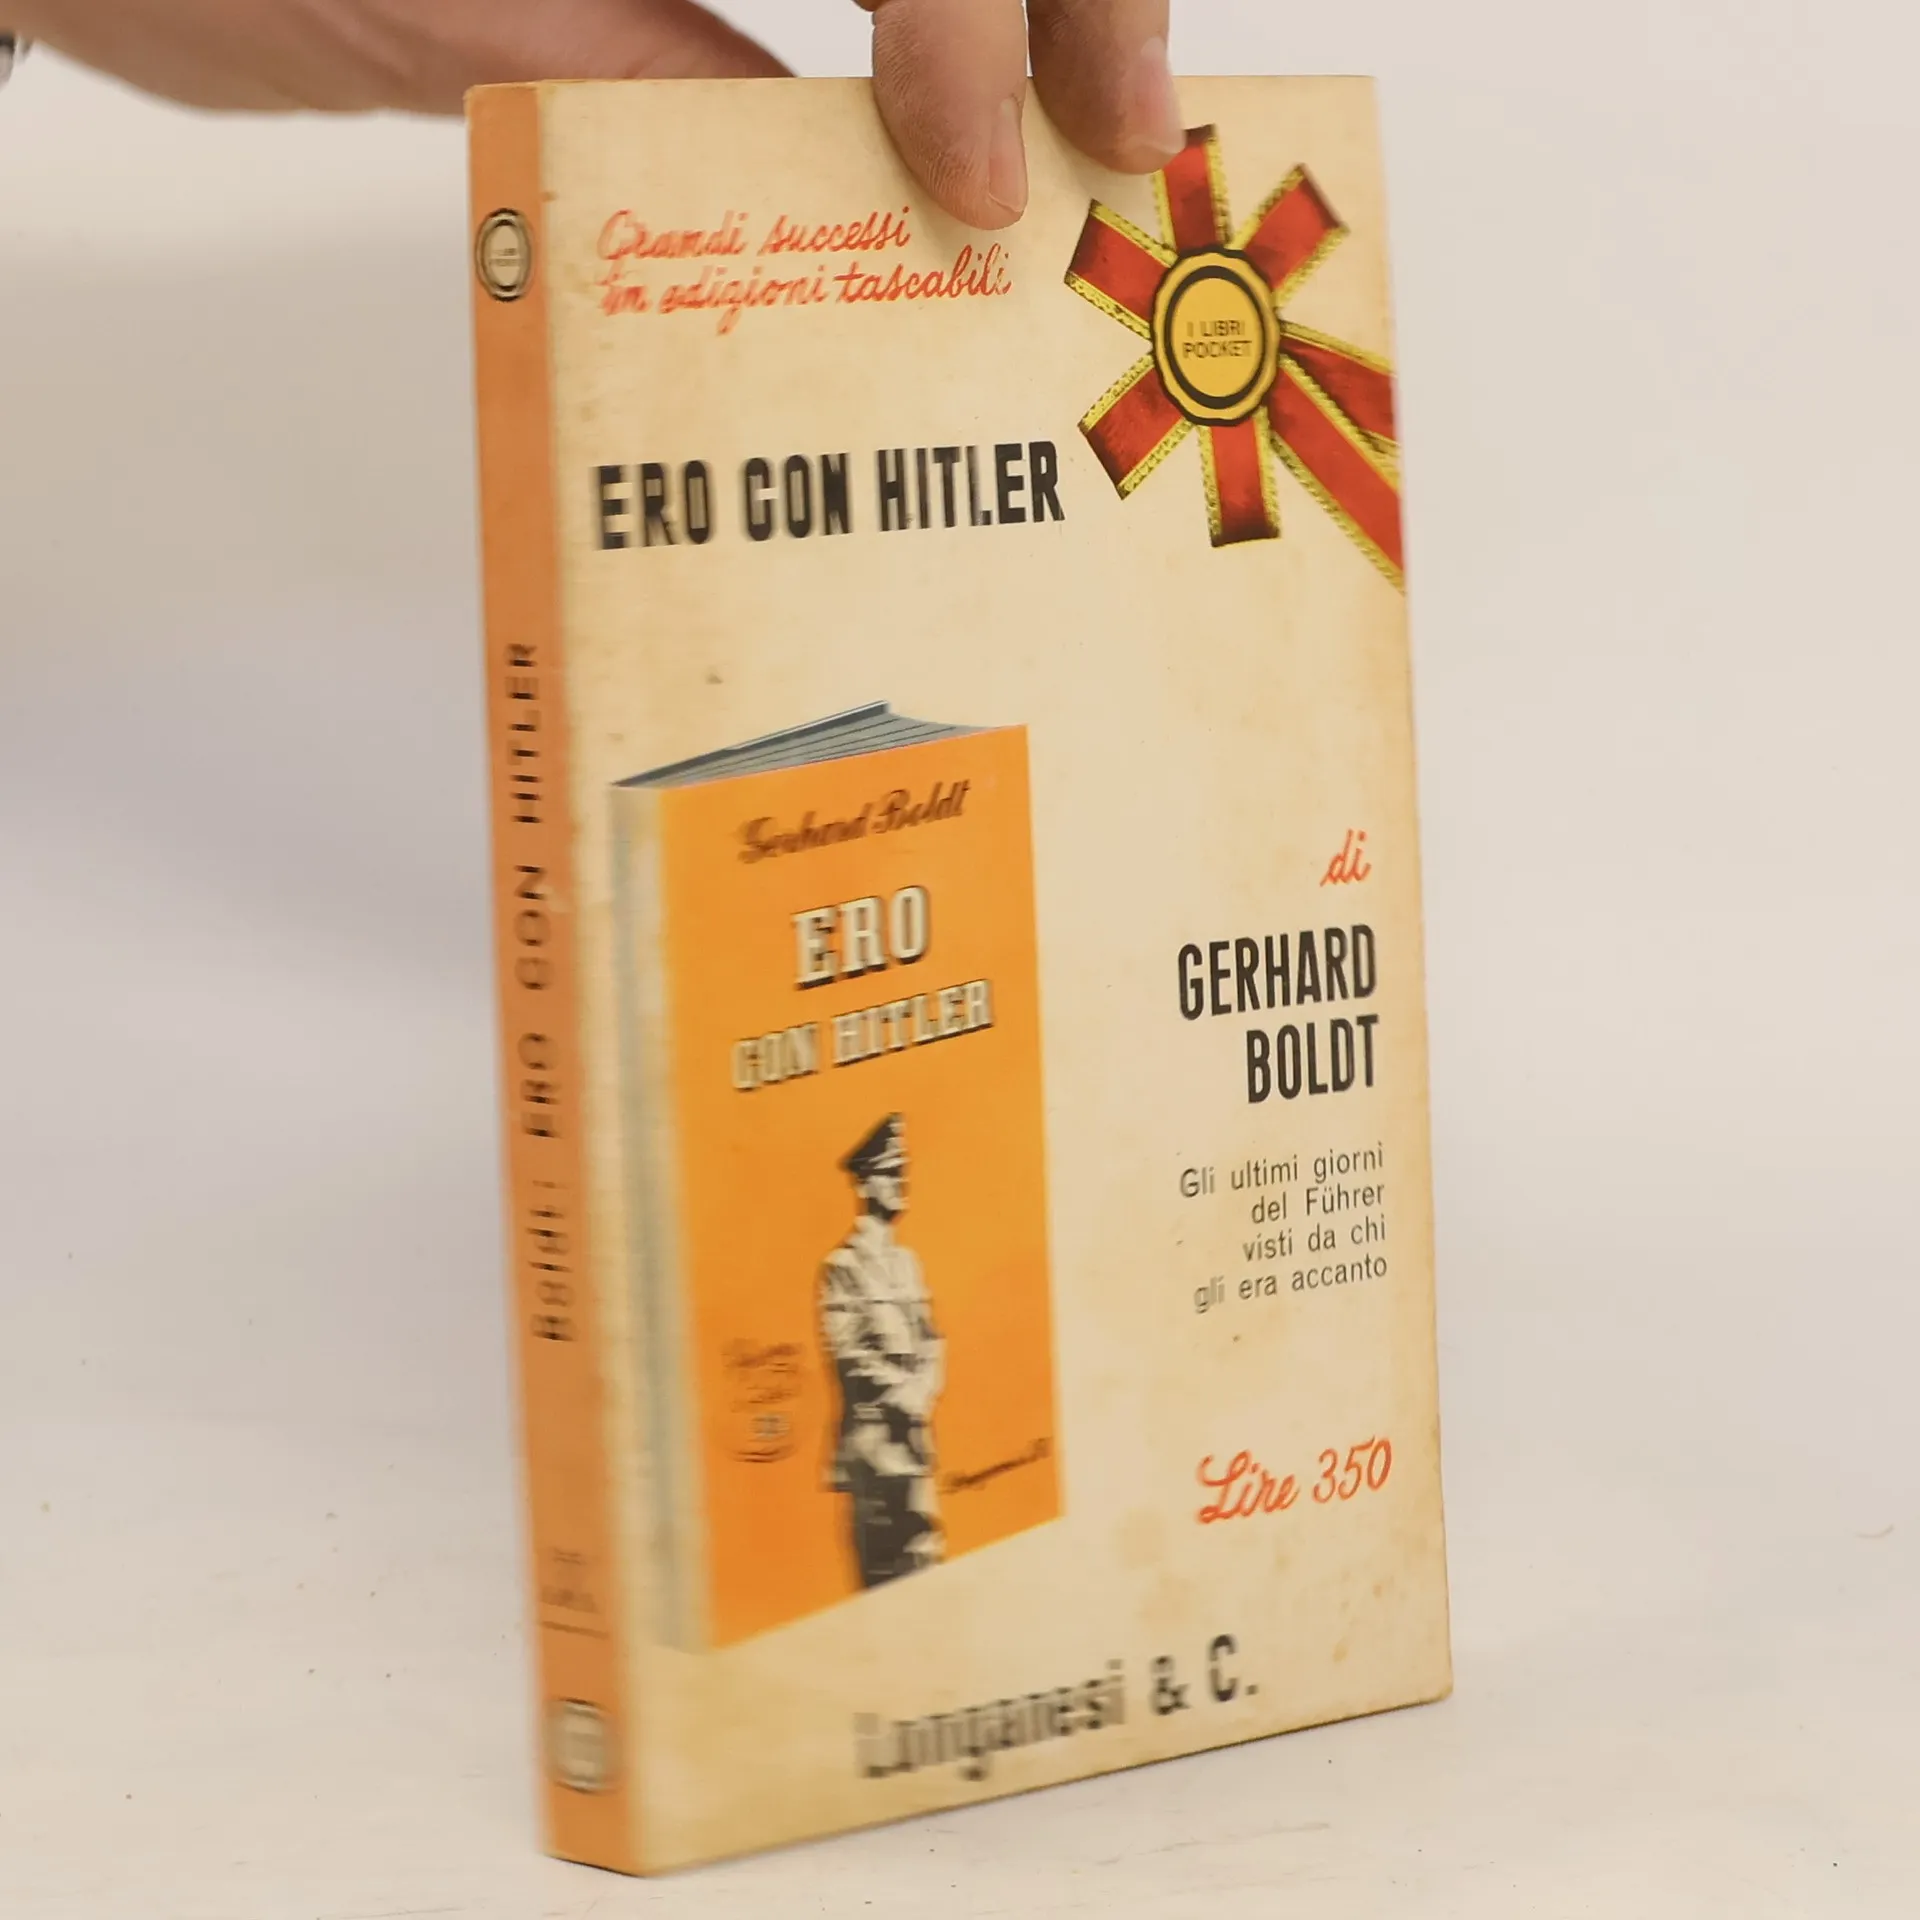 Grandi successi
in edizioni tascabili
I LIBRI
POCKET
ERO CON HITLER
Gerhard Boldt
ERO
CON HITLER
di
GERHARD
BOLDT
Gli ultimi giorni
del Führer
visti da chi
gli era accanto
Lire 350
Longanesi & C.
Boldt: ERO CON HITLER